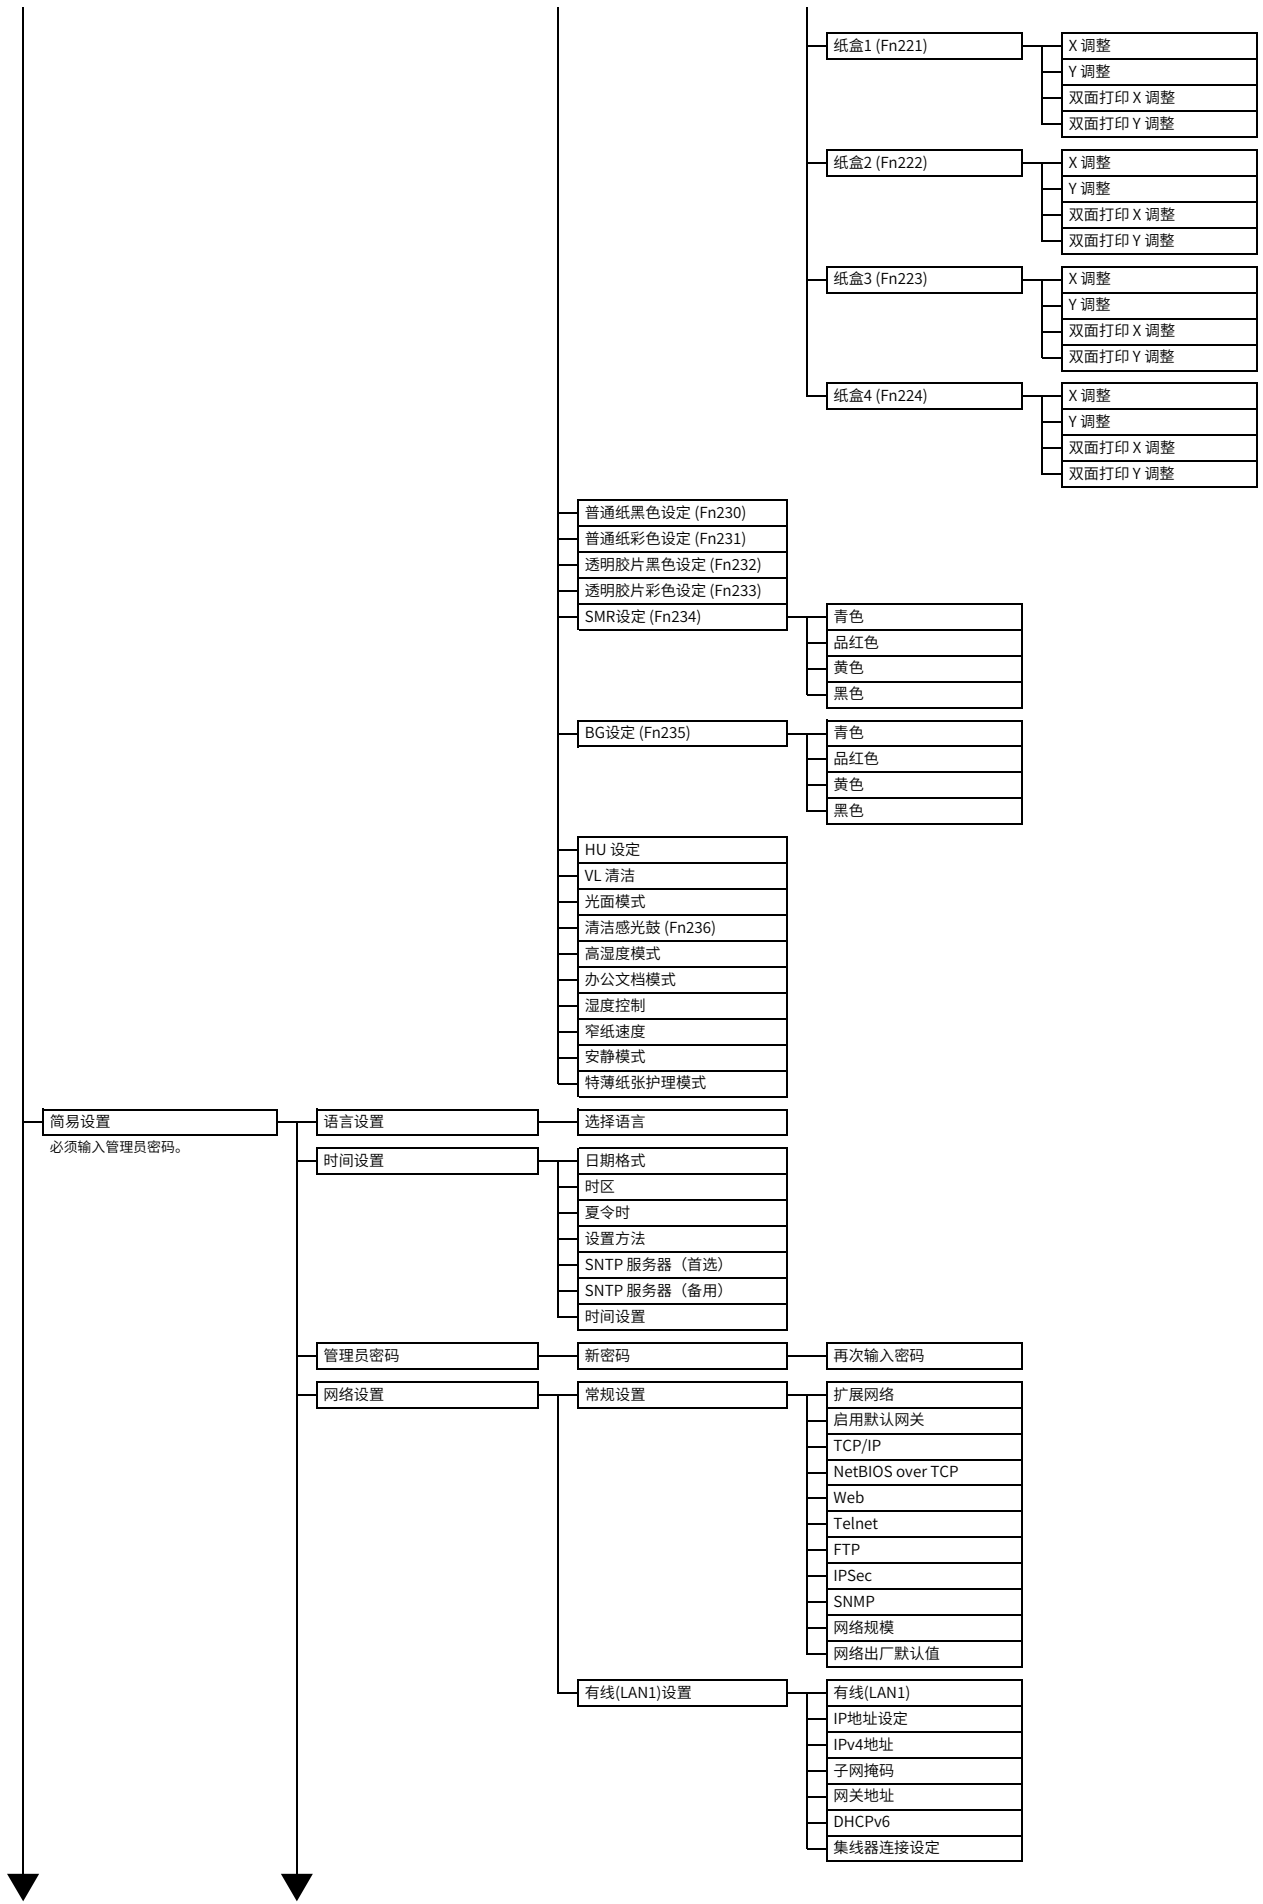 纸盒1 (Fn221)
X 调整
Y 调整
双面打印 X 调整
双面打印 Y 调整
纸盒2 (Fn222)
X 调整
Y 调整
双面打印 X 调整
双面打印 Y 调整
纸盒3 (Fn223)
X 调整
Y 调整
双面打印 X 调整
双面打印 Y 调整
纸盒4 (Fn224)
X 调整
Y 调整
双面打印 X 调整
双面打印 Y 调整
普通纸黑色设定 (Fn230)
普通纸彩色设定 (Fn231)
透明胶片黑色设定 (Fn232)
透明胶片彩色设定 (Fn233)
SMR设定 (Fn234)
青色
品红色
黄色
黑色
BG设定 (Fn235)
青色
品红色
黄色
黑色
HU 设定
VL 清洁
光面模式
清洁感光鼓 (Fn236)
高湿度模式
办公文档模式
湿度控制
窄纸速度
安静模式
特薄纸张护理模式
简易设置
必须输入管理员密码。
语言设置
选择语言
时间设置
日期格式
时区
夏令时
设置方法
SNTP 服务器（首选）
SNTP 服务器（备用）
时间设置
管理员密码
新密码
再次输入密码
网络设置
常规设置
扩展网络
启用默认网关
TCP/IP
NetBIOS over TCP
Web
Telnet
FTP
IPSec
SNMP
网络规模
网络出厂默认值
有线(LAN1)设置
有线(LAN1)
IP地址设定
IPv4地址
子网掩码
网关地址
DHCPv6
集线器连接设定